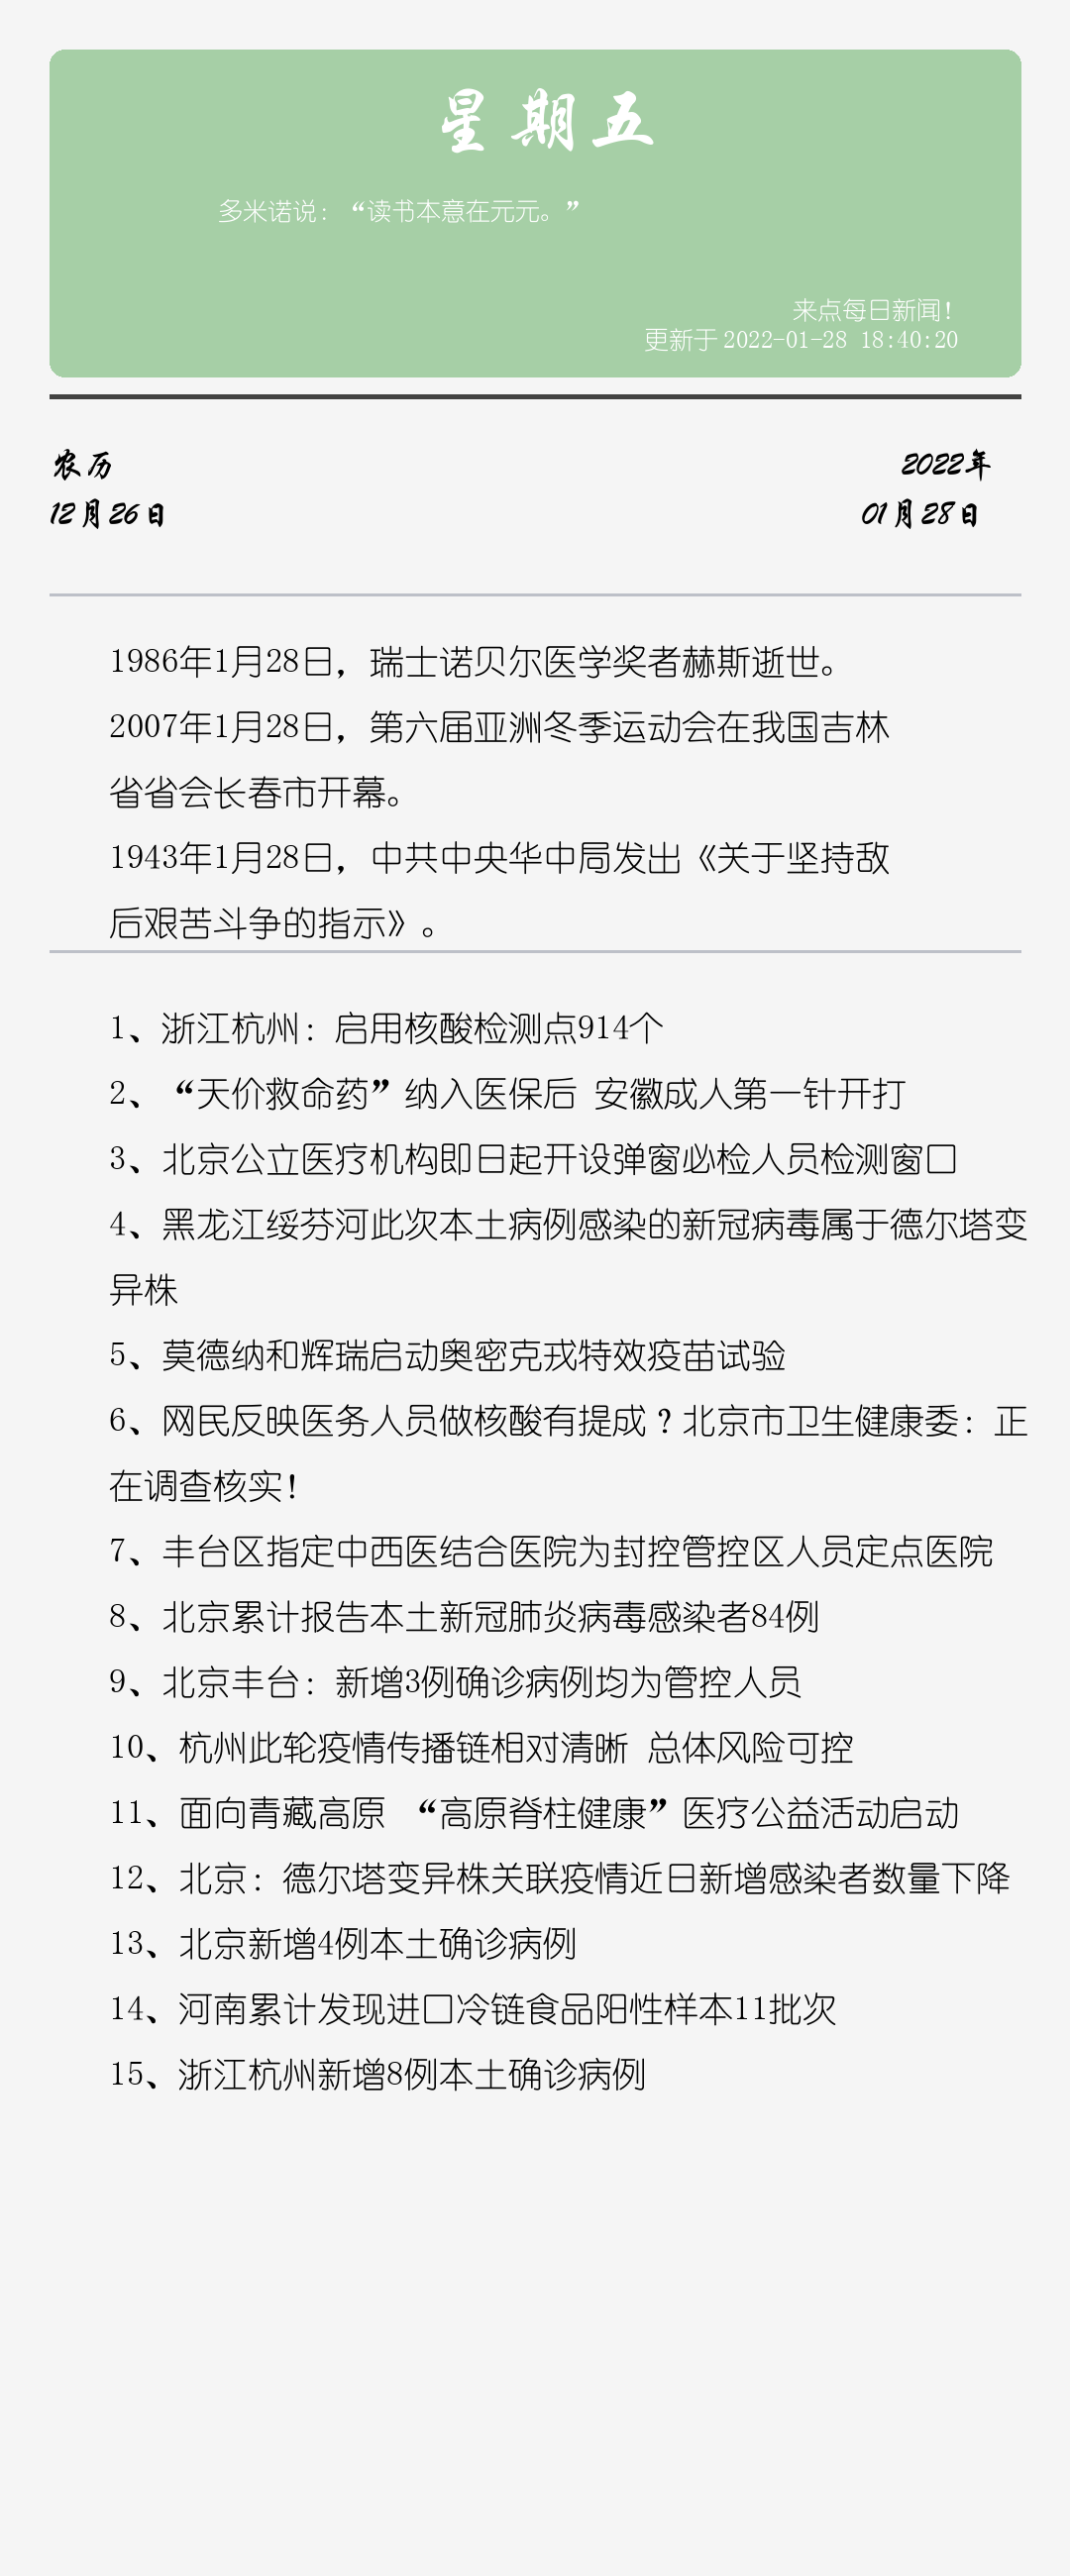 星期五
多米诺说：“读书本意在元元。”
来点每日新闻！
更新于 2022-01-28 18:40:20
农历
2022年
12月26日
01月28日
1986年1月28日，瑞士诺贝尔医学奖者赫斯逝世。
2007年1月28日，第六届亚洲冬季运动会在我国吉林
省省会长春市开幕。
1943年1月28日，中共中央华中局发出《关于坚持敌
后艰苦斗争的指示》。
1、浙江杭州：启用核酸检测点914个
2、“天价救命药”纳入医保后 安徽成人第一针开打
3、北京公立医疗机构即日起开设弹窗必检人员检测窗口
4、黑龙江绥芬河此次本土病例感染的新冠病毒属于德尔塔变
异株
5、莫德纳和辉瑞启动奥密克戎特效疫苗试验
6、网民反映医务人员做核酸有提成？北京市卫生健康委：正
在调查核实！
7、丰台区指定中西医结合医院为封控管控区人员定点医院
8、北京累计报告本土新冠肺炎病毒感染者84例
9、北京丰台：新增3例确诊病例均为管控人员
10、杭州此轮疫情传播链相对清晰 总体风险可控
11、面向青藏高原 “高原脊柱健康”医疗公益活动启动
12、北京：德尔塔变异株关联疫情近日新增感染者数量下降
13、北京新增4例本土确诊病例
14、河南累计发现进口冷链食品阳性样本11批次
15、浙江杭州新增8例本土确诊病例